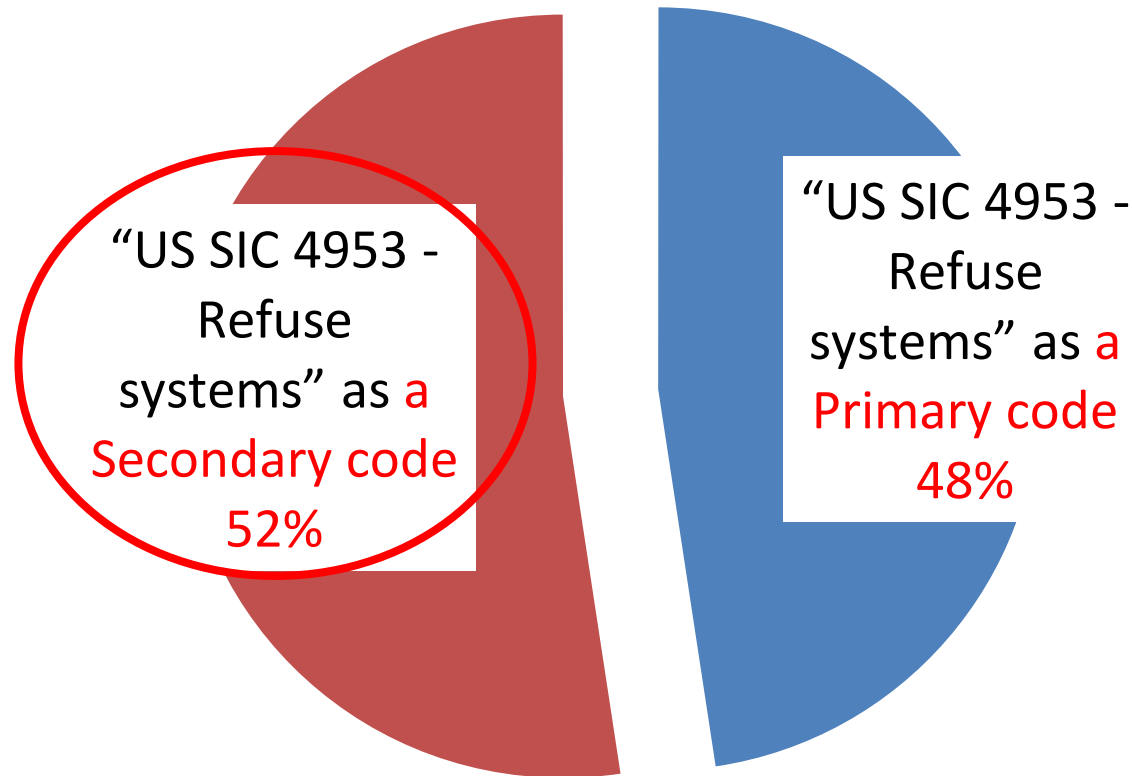 “US SIC 4953 -
Refuse
systems” as a
Secondary code
52%
“US SIC 4953 -
Refuse
systems” as a
Primary code
48%